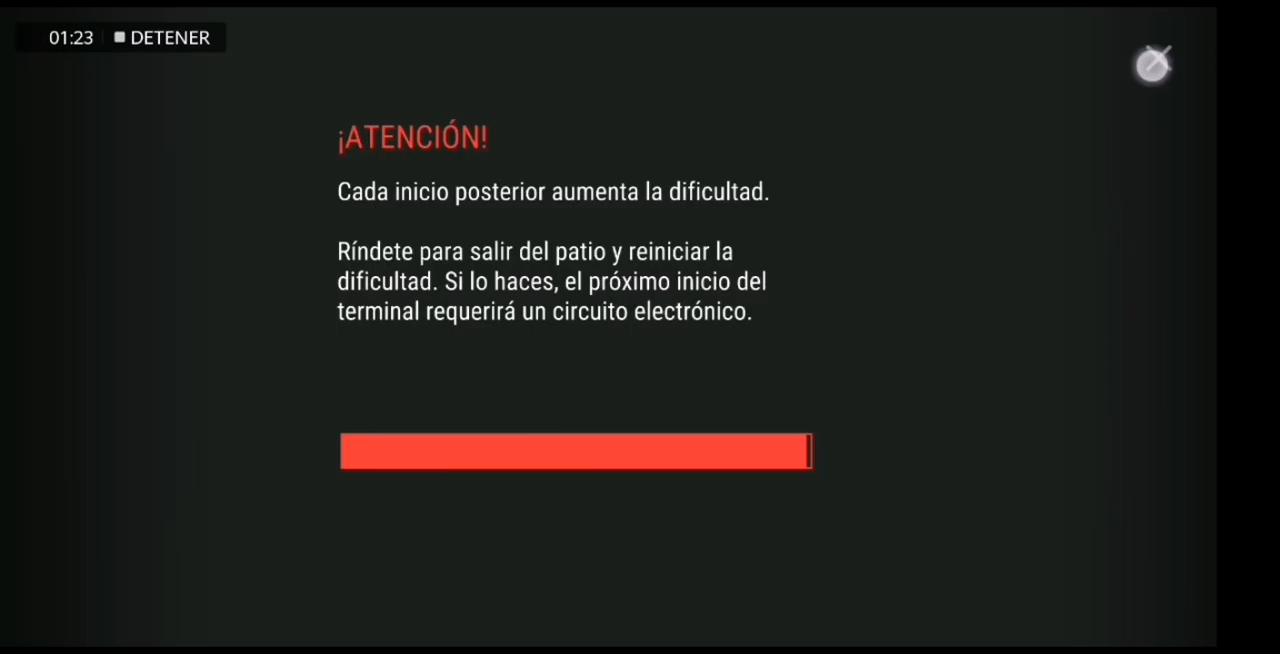 01:23 DETENER
¡ATENCIÓN!
Cada inicio posterior aumenta la dificultad.
Ríndete para salir del patio y reiniciar la
dificultad. Si lo haces, el próximo inicio del
terminal requerirá un circuito electrónico.